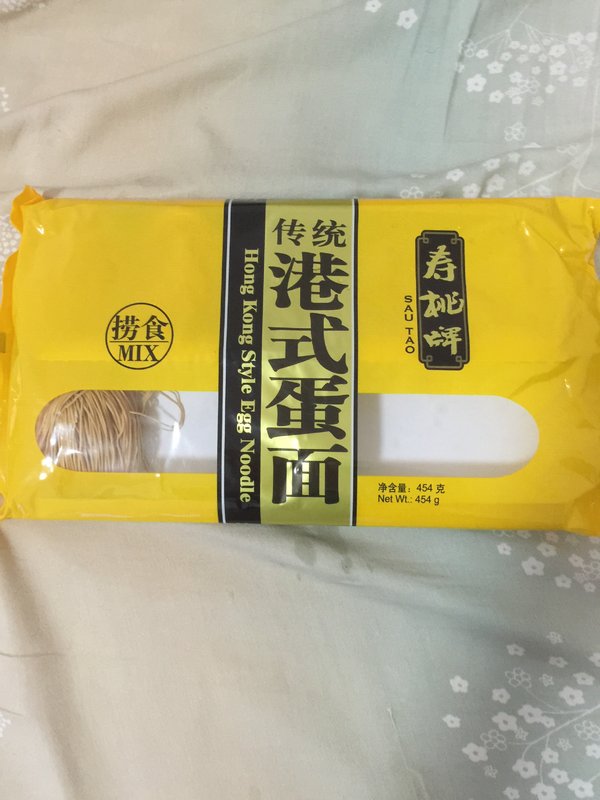 传统
港式蛋面
Hong Kong Style Egg Noodle
捞食
MIX
寿桃牌
SAU TAO
净含量：454 克
Net Wt.: 454 g